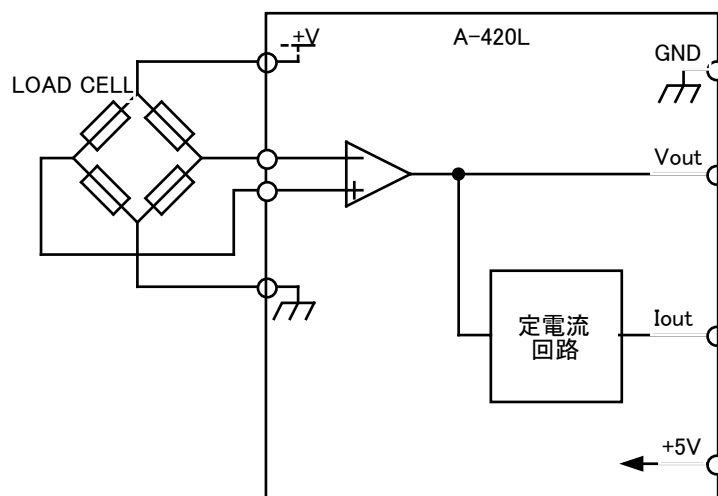 +V
A-420L
GND
LOAD CELL
Vout
定電流
回路
Iout
+5V